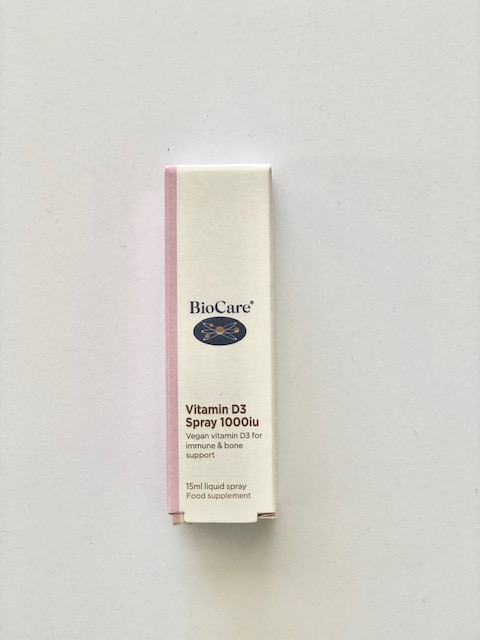 BioCare®
Vitamin D3
Spray 1000iu
Vegan vitamin D3 for
immune & bone
support
15ml liquid spray
Food supplement